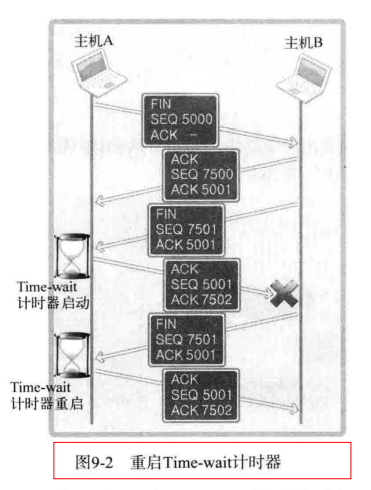 主机A
主机B
FIN
SEQ 5000
ACK -
ACK
SEQ 7500
ACK 5001
FIN
SEQ 7501
ACK 5001
Time-wait
计时器启动
ACK
SEQ 5001
ACK 7502
FIN
SEQ 7501
ACK 5001
Time-wait
计时器重启
ACK
SEQ 5001
ACK 7502
图9-2 重启Time-wait计时器